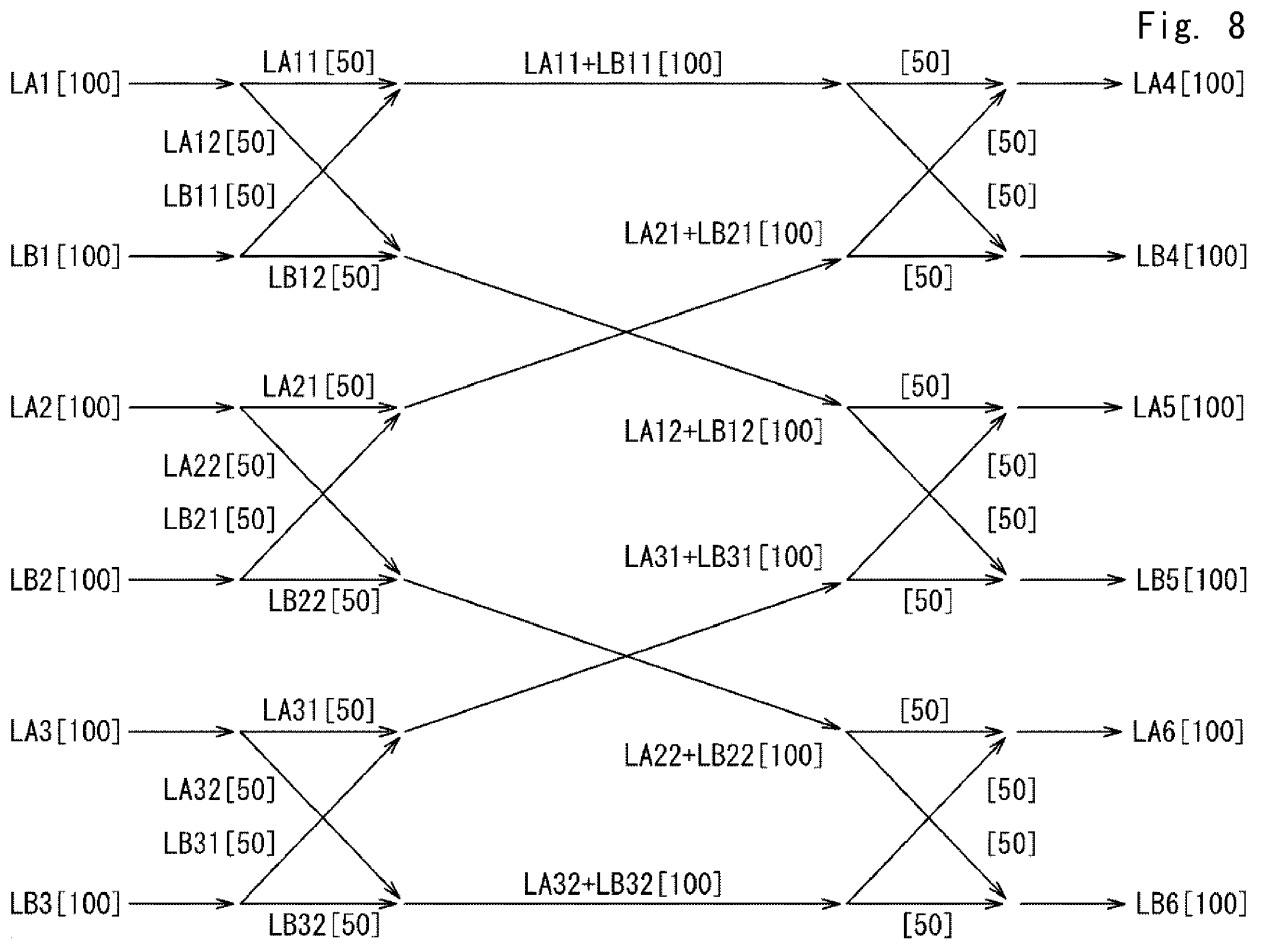 Fig. 8
LA11[50]
LA11+LB11[100]
[50]
LA1[100]
LA4[100]
LA12[50]
[50]
LB11[50]
[50]
LA21+LB21[100]
LB1[100]
LB4[100]
LB12[50]
[50]
LA21[50]
[50]
LA2[100]
LA5[100]
LA12+LB12[100]
LA22[50]
[50]
LB21[50]
[50]
LA31+LB31[100]
LB2[100]
LB5[100]
LB22[50]
[50]
LA31[50]
[50]
LA3[100]
LA6[100]
LA22+LB22[100]
LA32[50]
[50]
LB31[50]
[50]
LA32+LB32[100]
LB3[100]
LB6[100]
LB32[50]
[50]